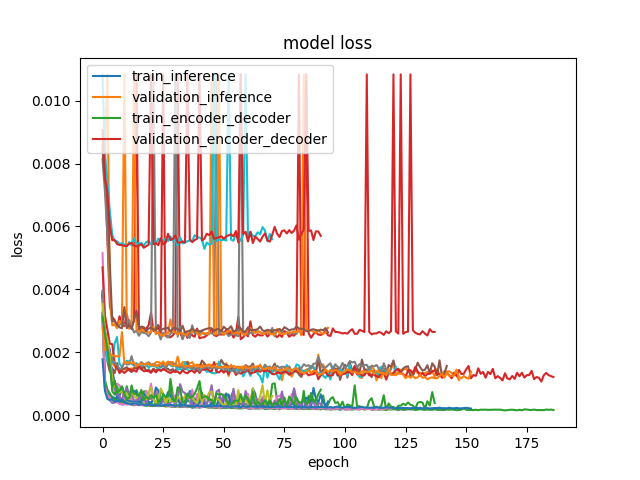 model loss
train_inference
validation_inference
train_encoder_decoder
validation_encoder_decoder
loss
0.010
0.008
0.006
0.004
0.002
0.000
0 25 50 75 100 125 150 175
epoch